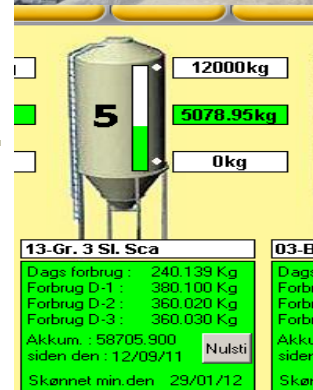 12000kg
5
5078.95kg
0kg
13-Gr. 3 Sl. Sca
03-B
Dags forbrug : 240.139 Kg
Forbrug D-1 : 380.100 Kg
Forbrug D-2 : 360.020 Kg
Forbrug D-3 : 360.030 Kg
Akkum. : 58705.900
siden den : 12/09/11
Nulsti
Skønnet min.den 29/01/12
Dags
Forbr
Forbr
Forbr
Akku
siden
Skøn